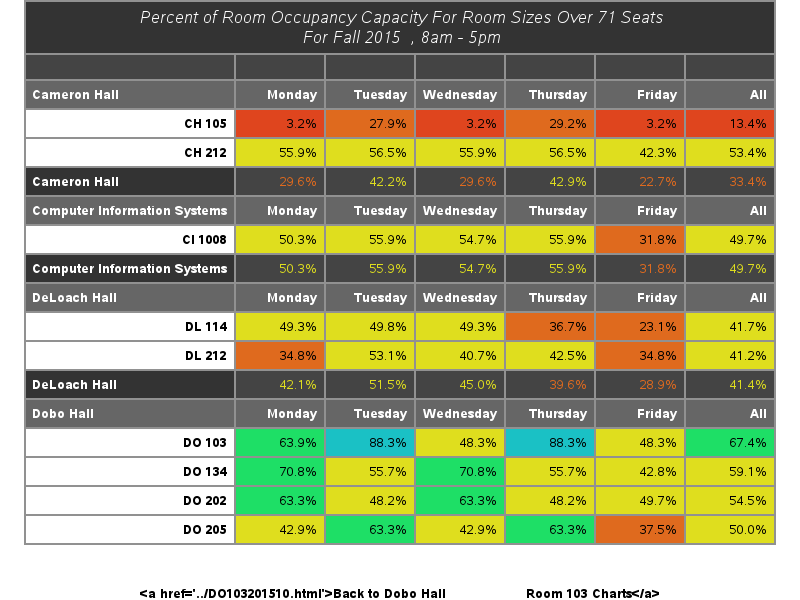 Percent of Room Occupancy Capacity For Room Sizes Over 71 Seats
For Fall 2015 , 8am - 5pm
Cameron Hall Monday Tuesday Wednesday Thursday Friday All
CH 105 3.2% 27.9% 3.2% 29.2% 3.2% 13.4%
CH 212 55.9% 56.5% 55.9% 56.5% 42.3% 53.4%
Cameron Hall 29.6% 42.2% 29.6% 42.9% 22.7% 33.4%
Computer Information Systems Monday Tuesday Wednesday Thursday Friday All
CI 1008 50.3% 55.9% 54.7% 55.9% 31.8% 49.7%
Computer Information Systems 50.3% 55.9% 54.7% 55.9% 31.8% 49.7%
DeLoach Hall Monday Tuesday Wednesday Thursday Friday All
DL 114 49.3% 49.8% 49.3% 36.7% 23.1% 41.7%
DL 212 34.8% 53.1% 40.7% 42.5% 34.8% 41.2%
DeLoach Hall 42.1% 51.5% 45.0% 39.6% 28.9% 41.4%
Dobo Hall Monday Tuesday Wednesday Thursday Friday All
DO 103 63.9% 88.3% 48.3% 88.3% 48.3% 67.4%
DO 134 70.8% 55.7% 70.8% 55.7% 42.8% 59.1%
DO 202 63.3% 48.2% 63.3% 48.2% 49.7% 54.5%
DO 205 42.9% 63.3% 42.9% 63.3% 37.5% 50.0%
<a href='../DO103201510.html'>Back to Dobo Hall Room 103 Charts</a>